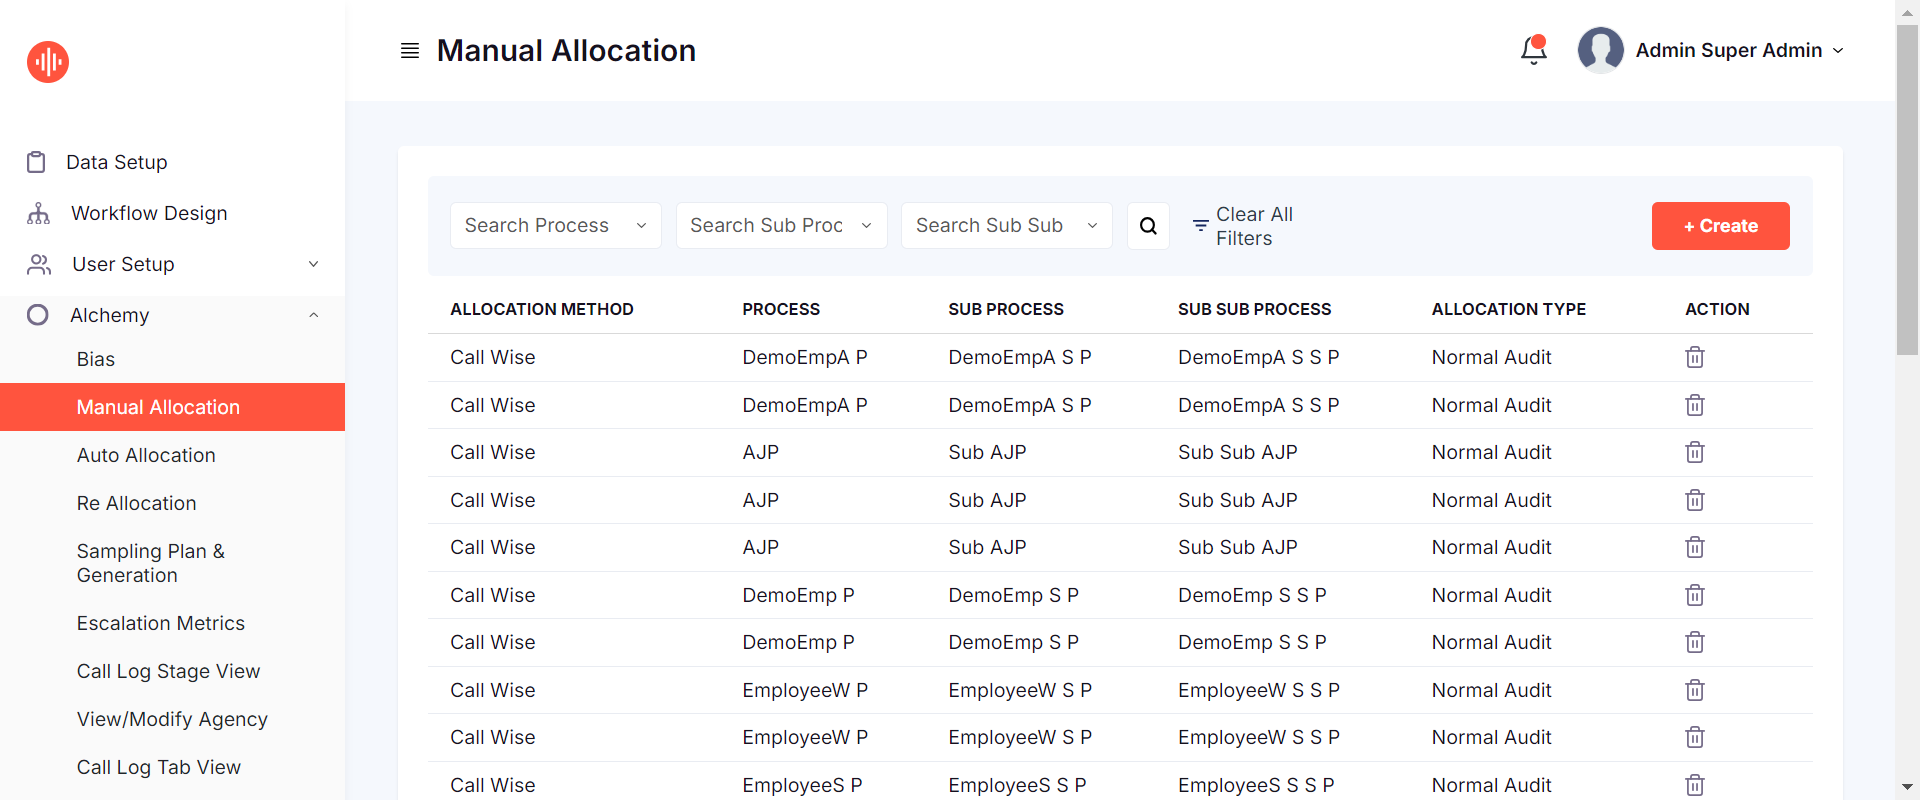 Manual Allocation
Admin Super Admin
Data Setup
Workflow Design
User Setup
Alchemy
Bias
Manual Allocation
Auto Allocation
Re Allocation
Sampling Plan &
Generation
Escalation Metrics
Call Log Stage View
View/Modify Agency
Call Log Tab View
Search Process
Search Sub Proc
Search Sub Sub
Clear All
Filters
+ Create
ALLOCATION METHOD PROCESS SUB PROCESS SUB SUB PROCESS ALLOCATION TYPE ACTION
Call Wise DemoEmpA P DemoEmpA S P DemoEmpA S S P Normal Audit
Call Wise DemoEmpA P DemoEmpA S P DemoEmpA S S P Normal Audit
Call Wise AJP Sub AJP Sub Sub AJP Normal Audit
Call Wise AJP Sub AJP Sub Sub AJP Normal Audit
Call Wise AJP Sub AJP Sub Sub AJP Normal Audit
Call Wise DemoEmp P DemoEmp S P DemoEmp S S P Normal Audit
Call Wise DemoEmp P DemoEmp S P DemoEmp S S P Normal Audit
Call Wise EmployeeW P EmployeeW S P EmployeeW S S P Normal Audit
Call Wise EmployeeW P EmployeeW S P EmployeeW S S P Normal Audit
Call Wise EmployeeS P EmployeeS S P EmployeeS S S P Normal Audit